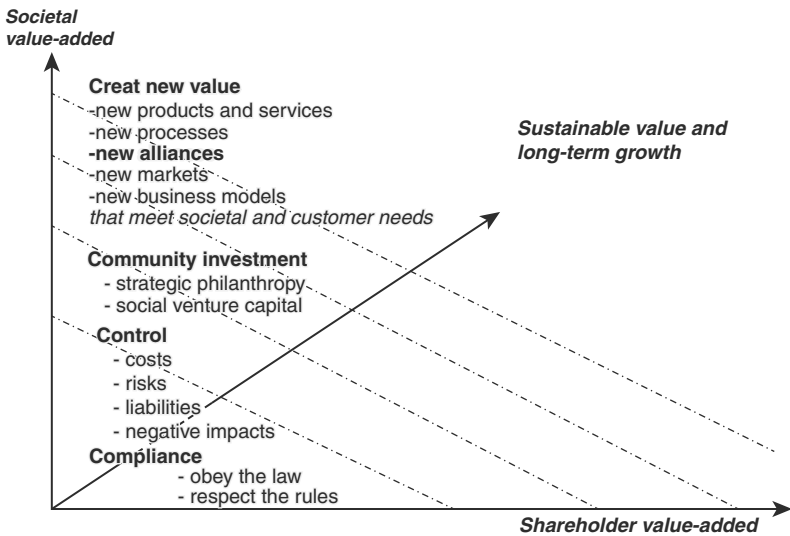 Societal
value-added
Creat new value
-new products and services
-new processes
-new alliances
-new markets
-new business models
that meet societal and customer needs
Sustainable value and
long-term growth
Community investment
- strategic philanthropy
- social venture capital
Control
- costs
- risks
- liabilities
- negative impacts
Compliance
- obey the law
- respect the rules
Shareholder value-added